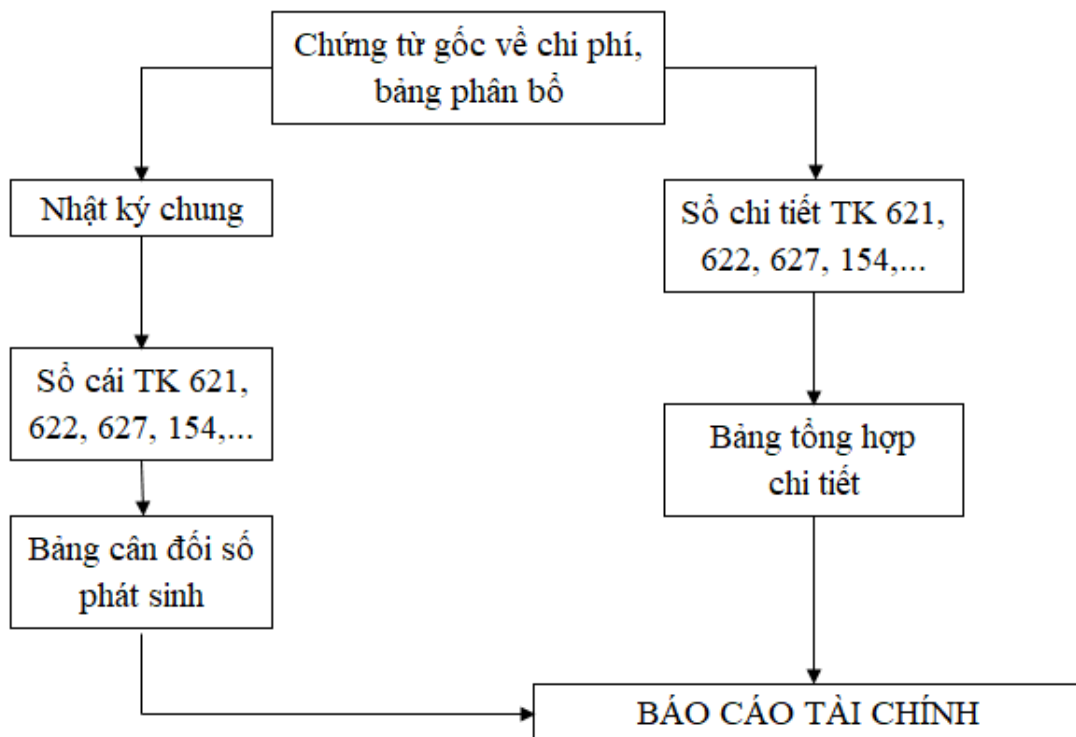 Chứng từ gốc về chi phí,
bảng phân bổ
Nhật ký chung
Sổ chi tiết TK 621,
622, 627, 154,...
Sổ cái TK 621,
622, 627, 154,...
Bảng tổng hợp
chi tiết
Bảng cân đối số
phát sinh
BÁO CÁO TÀI CHÍNH